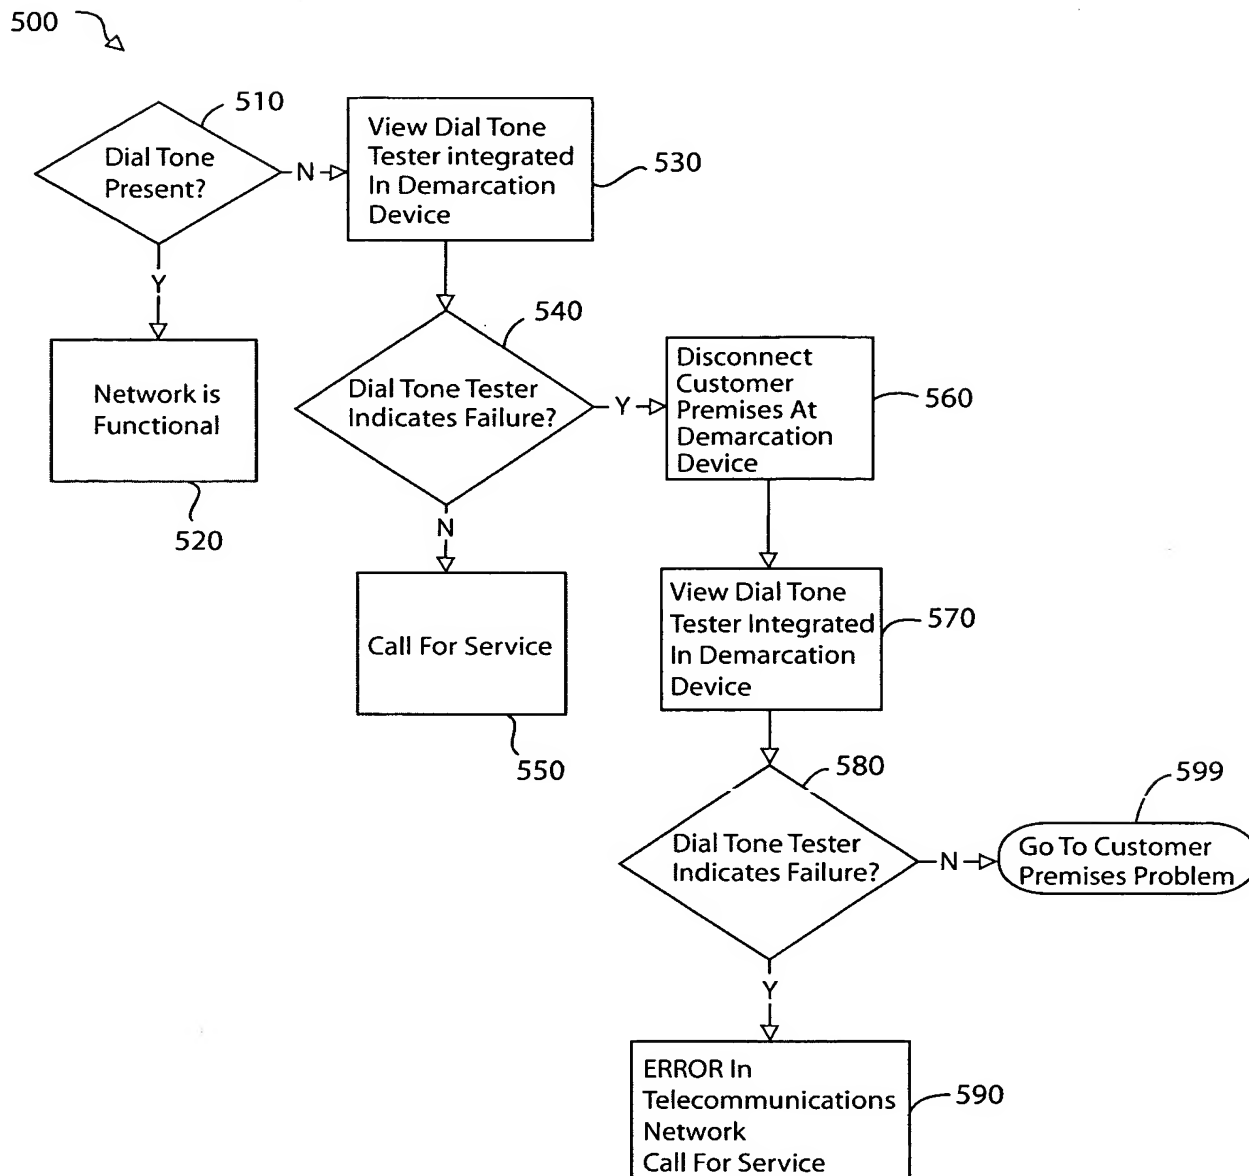 500
510
Dial Tone
Present?
N
View Dial Tone
Tester integrated
In Demarcation
Device
530
Y
Network is
Functional
520
540
Dial Tone Tester
Indicates Failure?
Y
Disconnect
Customer
Premises At
Demarcation
Device
560
N
Call For Service
550
View Dial Tone
Tester Integrated
In Demarcation
Device
570
580
Dial Tone Tester
Indicates Failure?
N
599
Go To Customer
Premises Problem
Y
ERROR In
Telecommunications
Network
Call For Service
590